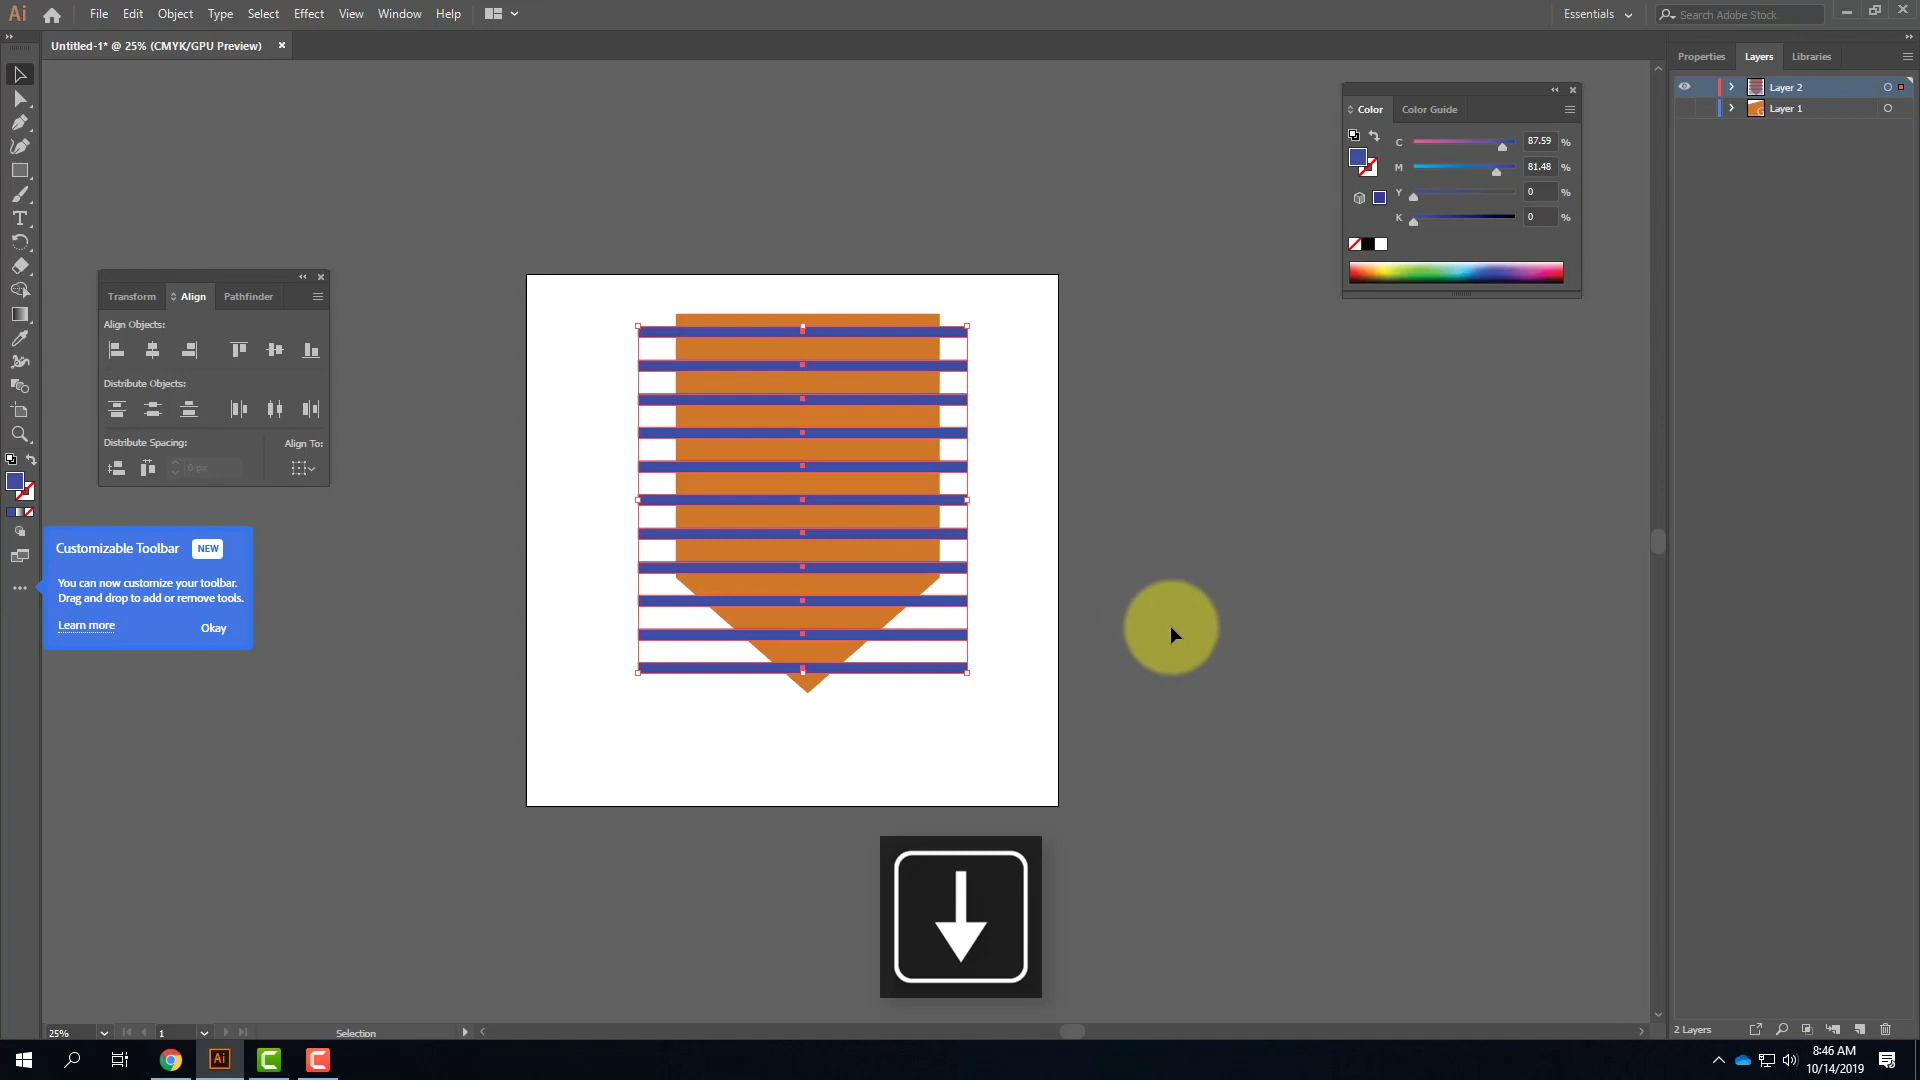 Ai File Edit Object Type Select Effect View Window Help Essentials Search Adobe Stock
Untitled-1* @ 25% (CMYK/GPU Preview)
Properties Layers Libraries
Layer 2
Layer 1
Color Color Guide
C 87.59 %
M 81.48 %
Y 0 %
K 0 %
Transform Align Pathfinder
Align Objects:
Distribute Objects:
Distribute Spacing: Align To:
0 px
Customizable Toolbar NEW
You can now customize your toolbar.
Drag and drop to add or remove tools.
Learn more Okay
25% 1 Selection
2 Layers
Ai
8:46 AM
10/14/2019